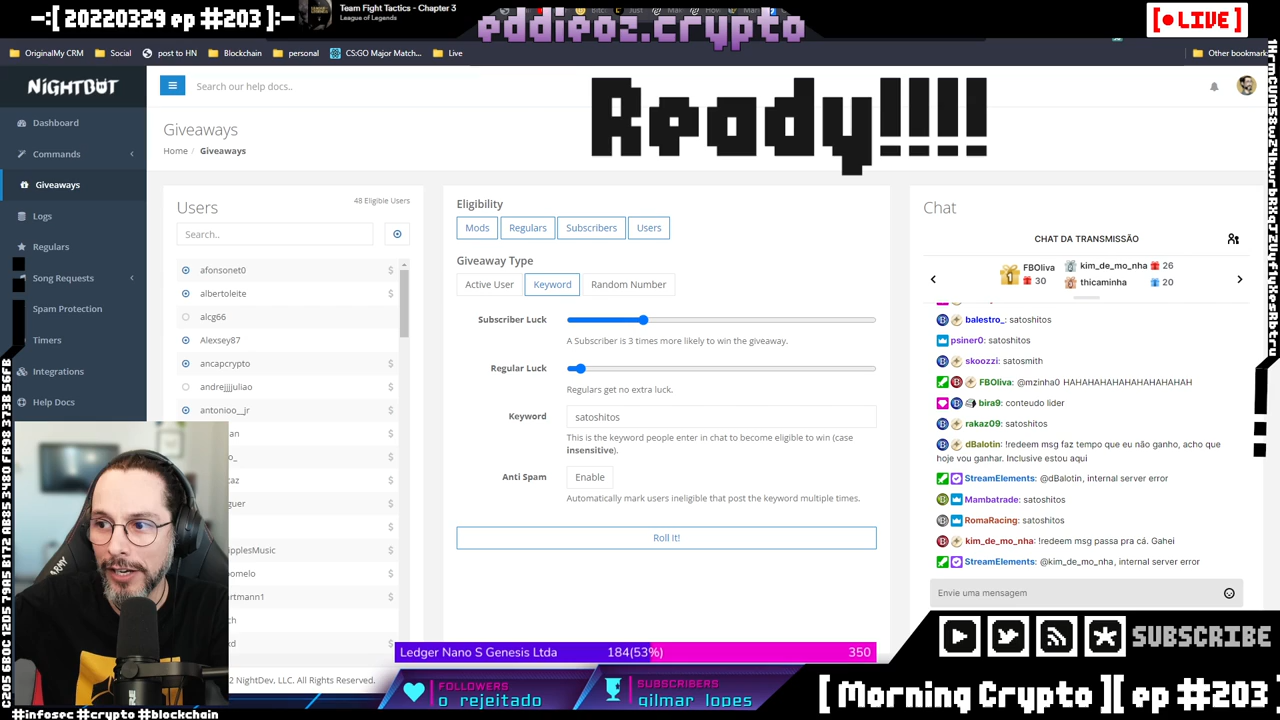 -:[ 20220329 ep #203 ]:-
Team Fight Tactics - Chapter 3
League of Legends
eddieoz.crypto
[● LIVE]
OriginalMy CRM
Social
post to HN
Blockchain
personal
CS:GO Major Match...
Live
Other bookmark
NIGHTBOT
Search our help docs..
Ready!!!!
Dashboard
Commands
Giveaways
Logs
Regulars
Song Requests
Spam Protection
Timers
Integrations
Help Docs
Giveaways
Home / Giveaways
Users
48 Eligible Users
Search..
afonsonet0 $
albertoleite $
alcg66
Alexsey87
ancapcrypto $
andrejjjjuliao $
antonioo__jr $
Eligibility
Mods
Regulars
Subscribers
Users
Giveaway Type
Active User
Keyword
Random Number
Subscriber Luck
A Subscriber is 3 times more likely to win the giveaway.
Regular Luck
Regulars get no extra luck.
Keyword
satoshitos
This is the keyword people enter in chat to become eligible to win (case
insensitive).
Anti Spam
Enable
Automatically mark users ineligible that post the keyword multiple times.
Roll It!
Chat
CHAT DA TRANSMISSÃO
FBOliva
30
kim_de_mo_nha 26
thicaminha 20
balestro_: satoshitos
psiner0: satoshitos
skoozzi: satosmith
FBOliva: @mzinha0 HAHAHAHAHAHAHAHAHAH
bira9: conteudo lider
rakaz09: satoshitos
dBalotin: !redeem msg faz tempo que eu não ganho, acho que
hoje vou ganhar. Inclusive estou aqui
StreamElements: @dBalotin, internal server error
Mambatrade: satoshitos
RomaRacing: satoshitos
kim_de_mo_nha: !redeem msg passa pra cá. Gahei
StreamElements: @kim_de_mo_nha, internal server error
Envie uma mensagem
SUBSCRIBE
Ledger Nano S Genesis Ltda 184(53%) 350
NightDev, LLC. All Rights Reserved.
FOLLOWERS
o rejeitado
SUBSCRIBERS
gilmar lopes
[ Morning Crypto ][ ep #203 ]
#crypto #blockchain